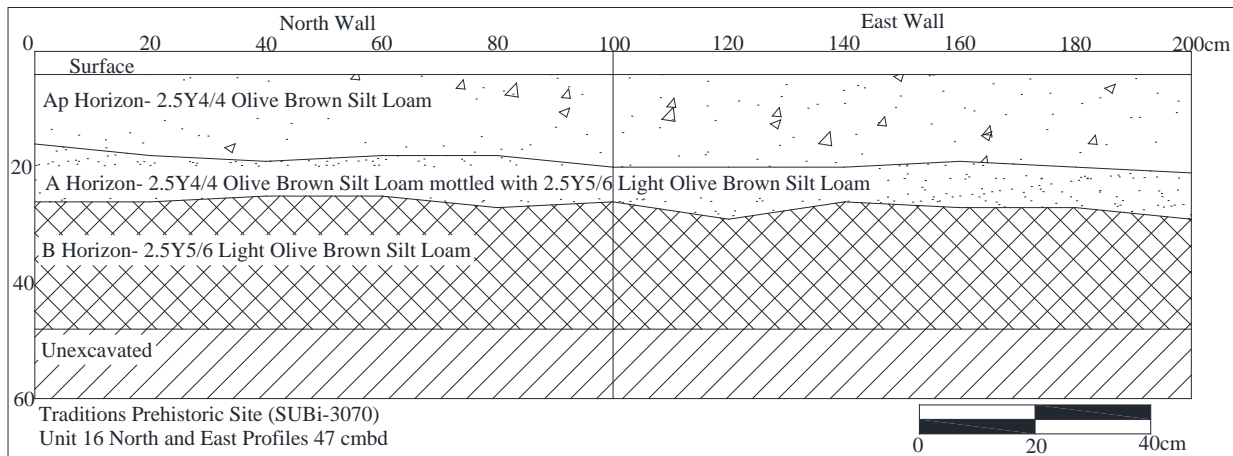 North Wall
East Wall
0 20 40 60 80 100 120 140 160 180 200cm
Surface
Ap Horizon- 2.5Y4/4 Olive Brown Silt Loam
20
A Horizon- 2.5Y4/4 Olive Brown Silt Loam mottled with 2.5Y5/6 Light Olive Brown Silt Loam
B Horizon- 2.5Y5/6 Light Olive Brown Silt Loam
40
Unexcavated
60
Traditions Prehistoric Site (SUBi-3070)
Unit 16 North and East Profiles 47 cmbd
0 20 40cm